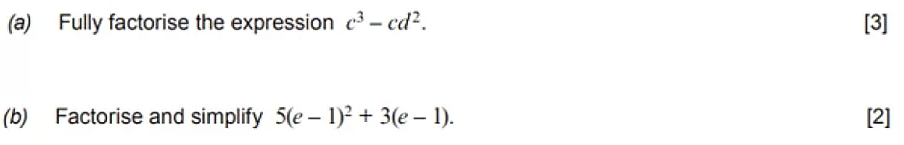 (a) Fully factorise the expression c³ – cd². [3]
(b) Factorise and simplify 5(e – 1)² + 3(e – 1). [2]